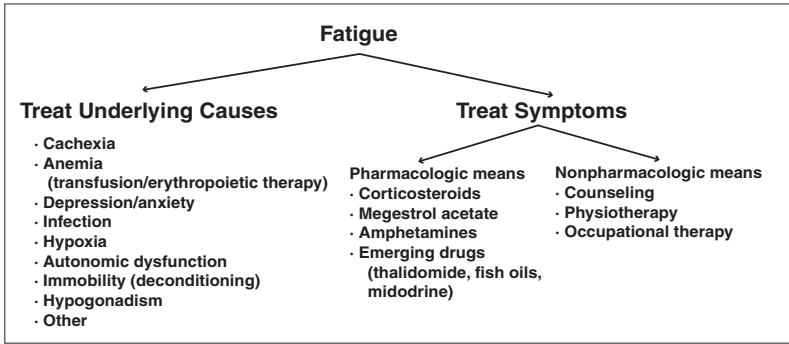 Fatigue
Treat Underlying Causes
· Cachexia
· Anemia
(transfusion/erythropoietic therapy)
· Depression/anxiety
· Infection
· Hypoxia
· Autonomic dysfunction
· Immobility (deconditioning)
· Hypogonadism
· Other
Treat Symptoms
Pharmacologic means
· Corticosteroids
· Megestrol acetate
· Amphetamines
· Emerging drugs
(thalidomide, fish oils,
midodrine)
Nonpharmacologic means
· Counseling
· Physiotherapy
· Occupational therapy